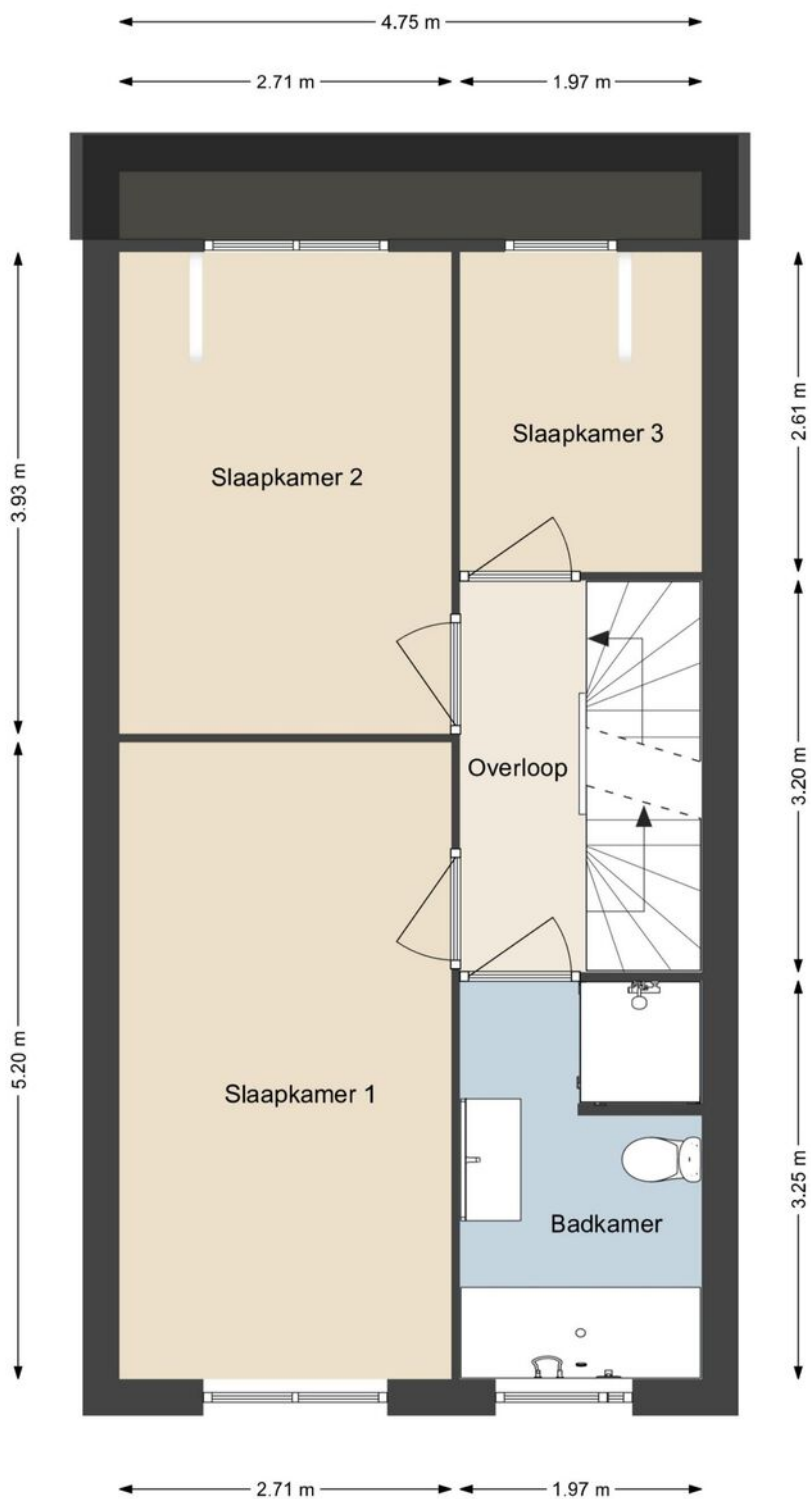 4.75 m
2.71 m
1.97 m
3.93 m
2.61 m
Slaapkamer 3
Slaapkamer 2
3.20 m
Overloop
5.20 m
Slaapkamer 1
3.25 m
Badkamer
2.71 m
1.97 m